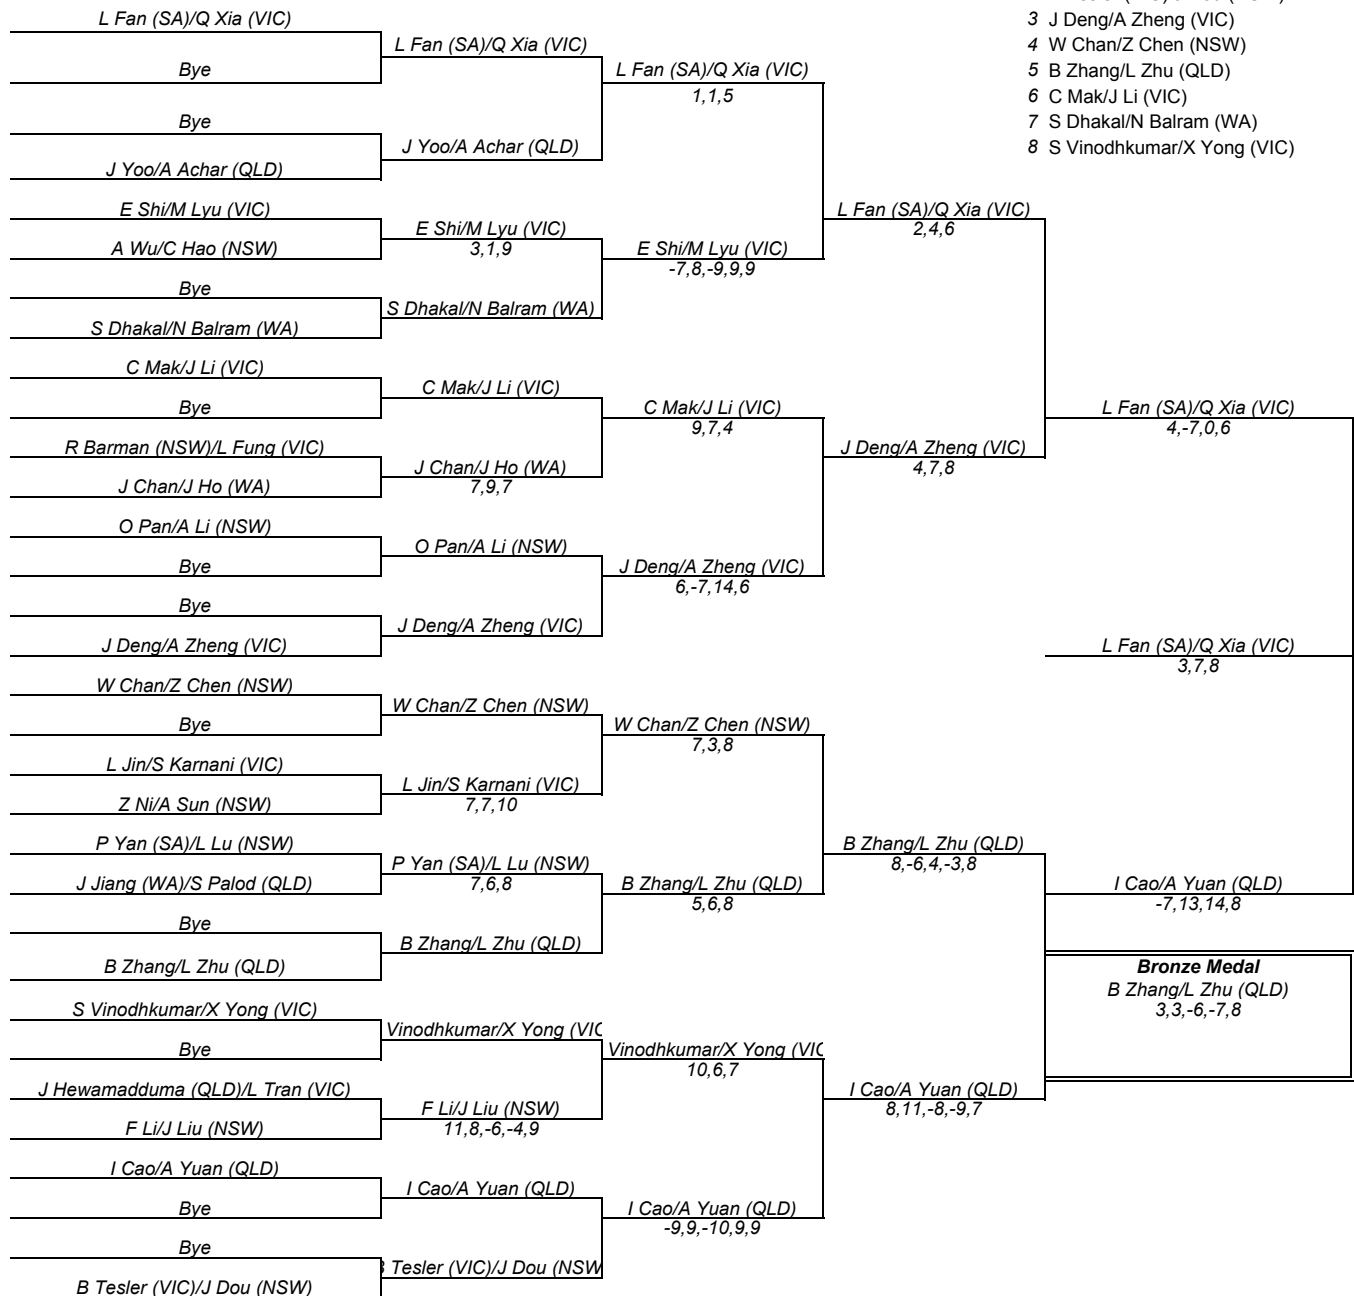 L Fan (SA)/Q Xia (VIC)
Bye
Bye
J Yoo/A Achar (QLD)
E Shi/M Lyu (VIC)
A Wu/C Hao (NSW)
Bye
S Dhakal/N Balram (WA)
C Mak/J Li (VIC)
Bye
R Barman (NSW)/L Fung (VIC)
J Chan/J Ho (WA)
O Pan/A Li (NSW)
Bye
Bye
J Deng/A Zheng (VIC)
W Chan/Z Chen (NSW)
Bye
L Jin/S Karnani (VIC)
Z Ni/A Sun (NSW)
P Yan (SA)/L Lu (NSW)
J Jiang (WA)/S Palod (QLD)
Bye
B Zhang/L Zhu (QLD)
S Vinodhkumar/X Yong (VIC)
Bye
J Hewamadduma (QLD)/L Tran (VIC)
F Li/J Liu (NSW)
I Cao/A Yuan (QLD)
Bye
Bye
B Tesler (VIC)/J Dou (NSW)
L Fan (SA)/Q Xia (VIC)
J Yoo/A Achar (QLD)
E Shi/M Lyu (VIC)
3,1,9
S Dhakal/N Balram (WA)
C Mak/J Li (VIC)
J Chan/J Ho (WA)
7,9,7
O Pan/A Li (NSW)
J Deng/A Zheng (VIC)
W Chan/Z Chen (NSW)
L Jin/S Karnani (VIC)
7,7,10
P Yan (SA)/L Lu (NSW)
7,6,8
B Zhang/L Zhu (QLD)
Vinodhkumar/X Yong (VIC
F Li/J Liu (NSW)
11,8,-6,-4,9
I Cao/A Yuan (QLD)
Tesler (VIC)/J Dou (NSW
L Fan (SA)/Q Xia (VIC)
1,1,5
E Shi/M Lyu (VIC)
-7,8,-9,9,9
C Mak/J Li (VIC)
9,7,4
J Deng/A Zheng (VIC)
6,-7,14,6
W Chan/Z Chen (NSW)
7,3,8
B Zhang/L Zhu (QLD)
5,6,8
Vinodhkumar/X Yong (VIC
10,6,7
I Cao/A Yuan (QLD)
-9,9,-10,9,9
L Fan (SA)/Q Xia (VIC)
2,4,6
J Deng/A Zheng (VIC)
4,7,8
B Zhang/L Zhu (QLD)
8,-6,4,-3,8
I Cao/A Yuan (QLD)
8,11,-8,-9,7
3 J Deng/A Zheng (VIC)
4 W Chan/Z Chen (NSW)
5 B Zhang/L Zhu (QLD)
6 C Mak/J Li (VIC)
7 S Dhakal/N Balram (WA)
8 S Vinodhkumar/X Yong (VIC)
L Fan (SA)/Q Xia (VIC)
4,-7,0,6
L Fan (SA)/Q Xia (VIC)
3,7,8
I Cao/A Yuan (QLD)
-7,13,14,8
Bronze Medal
B Zhang/L Zhu (QLD)
3,3,-6,-7,8